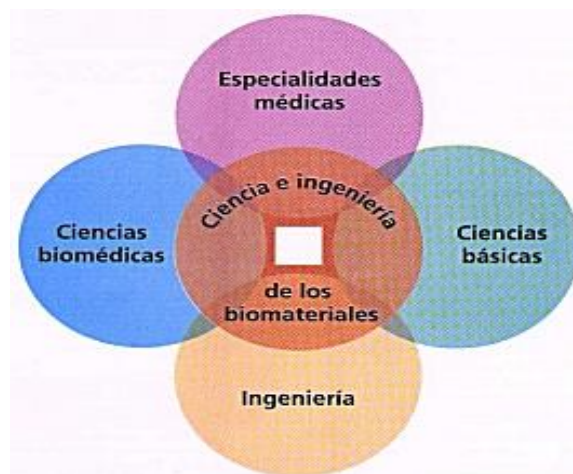 Especialidades
médicas
Ciencia e ingeniería
Ciencias
biomédicas
Ciencias
básicas
de los
biomateriales
Ingeniería